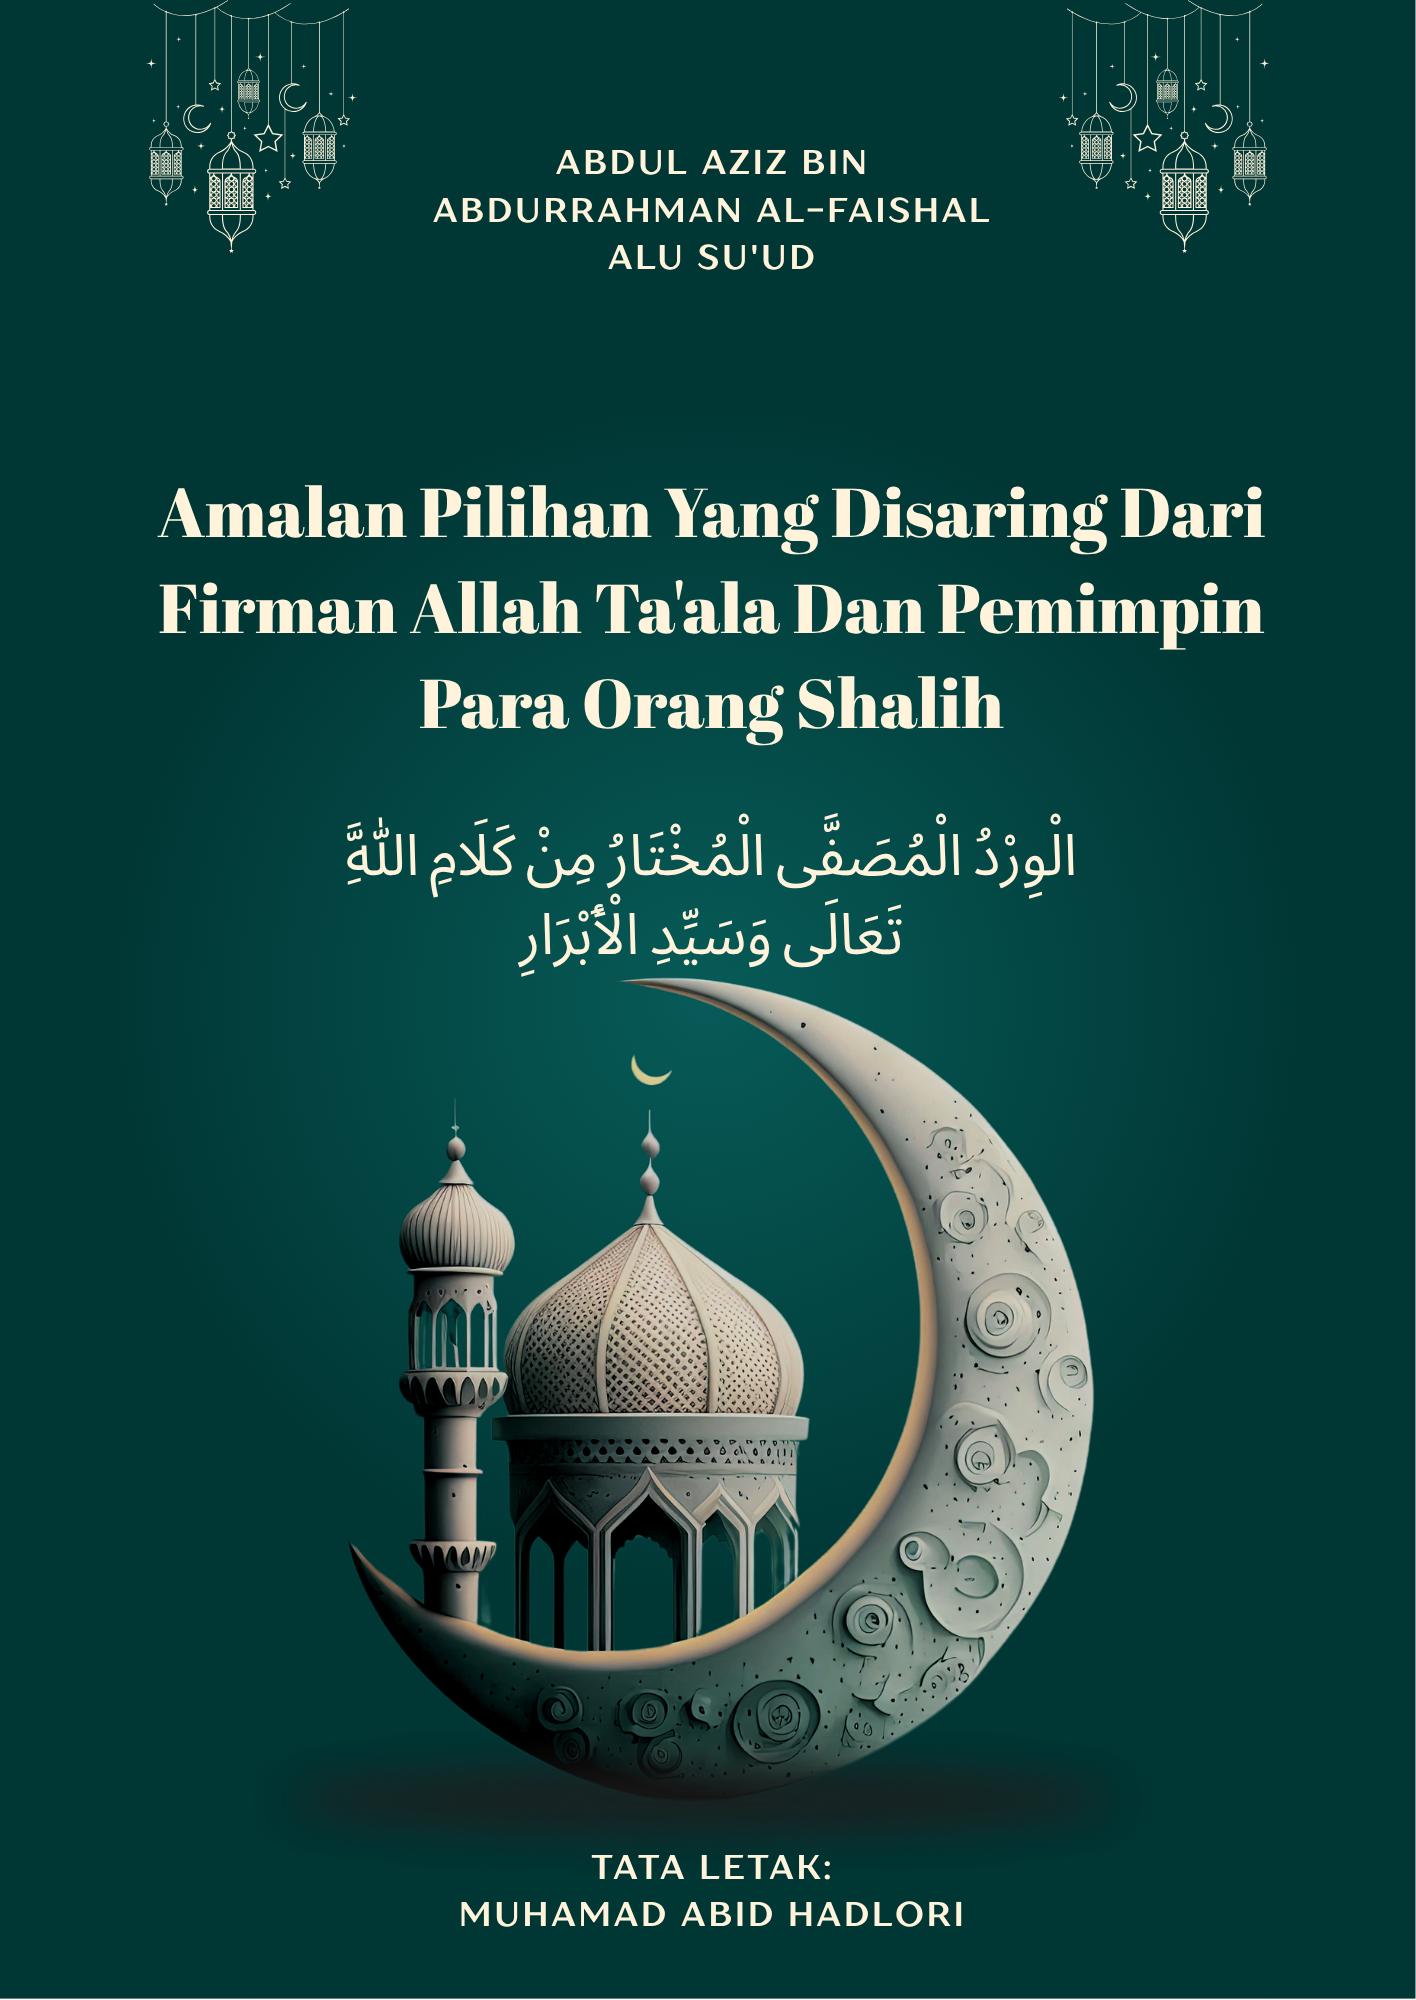 ABDUL AZIZ BIN
ABDURRAHMAN AL-FAISHAL
ALU SU'UD
Amalan Pilihan Yang Disaring Dari
Firman Allah Ta'ala Dan Pemimpin
Para Orang Shalih
الْوِرْدُ الْمُصَفَّى الْمُخْتَارُ مِنْ كَلَامِ اللَّهِ
تَعَالَى وَسَيِّدِ الْأَبْرَارِ
TATA LETAK:
MUHAMAD ABID HADLORI